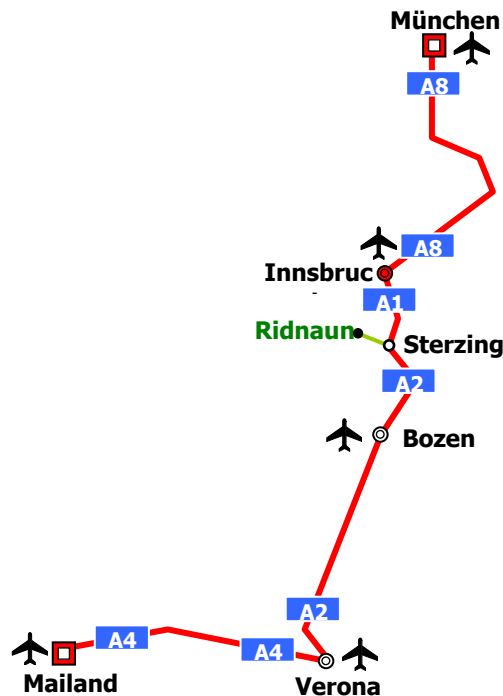 München
A8
A8
Innsbruc
A1
Ridnaun
Sterzing
A2
Bozen
A2
A4
A4
Mailand
Verona